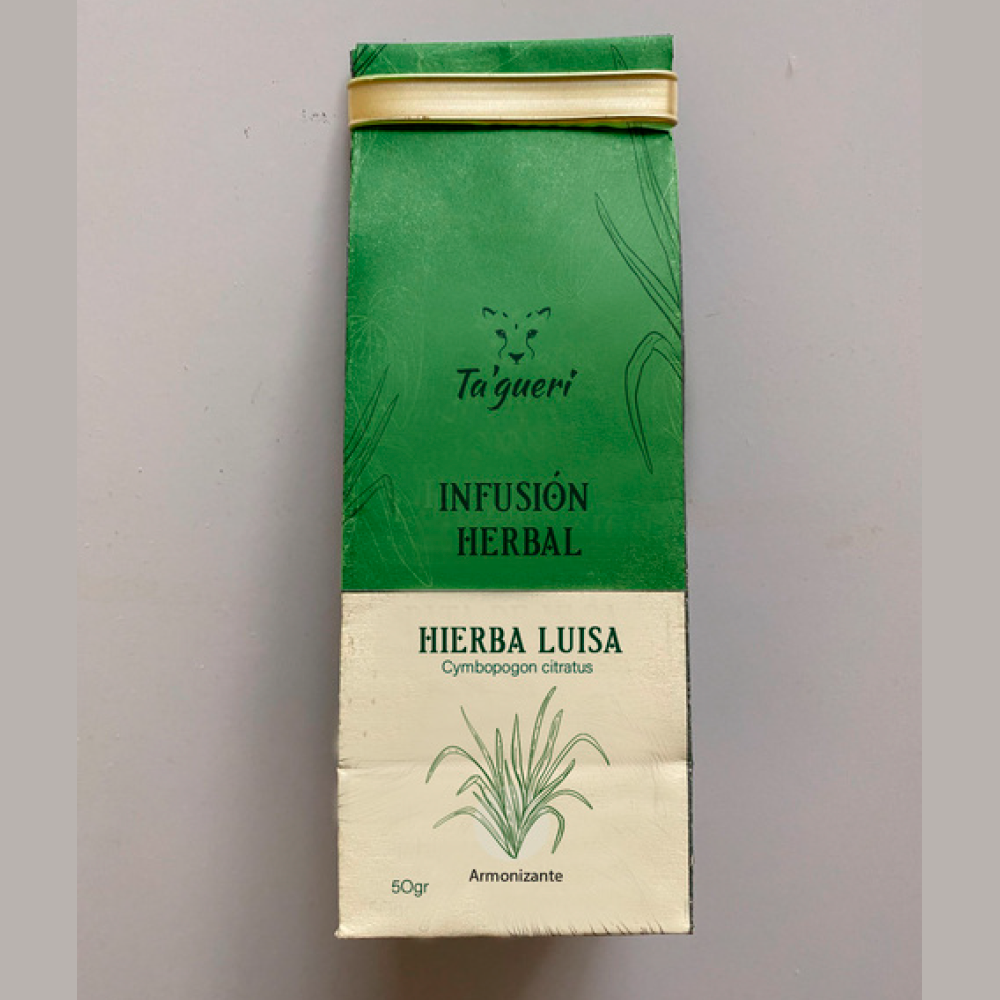 Ta'gueri
INFUSIÓN
HERBAL
HIERBA LUISA
Cymbopogon citratus
Armonizante
50gr